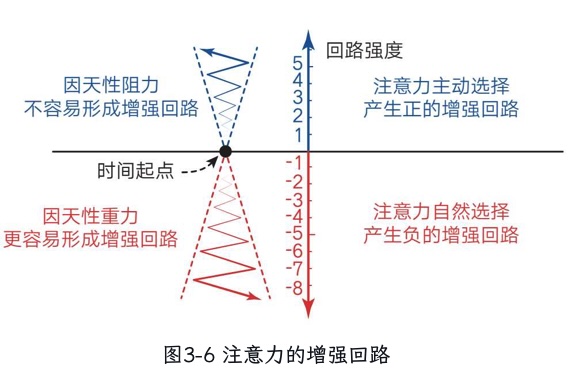 回路强度
因天性阻力
不容易形成增强回路
5
4
3
2
1
注意力主动选择
产生正的增强回路
时间起点
-1
-2
-3
-4
-5
-6
-7
-8
因天性重力
更容易形成增强回路
注意力自然选择
产生负的增强回路
图3-6 注意力的增强回路